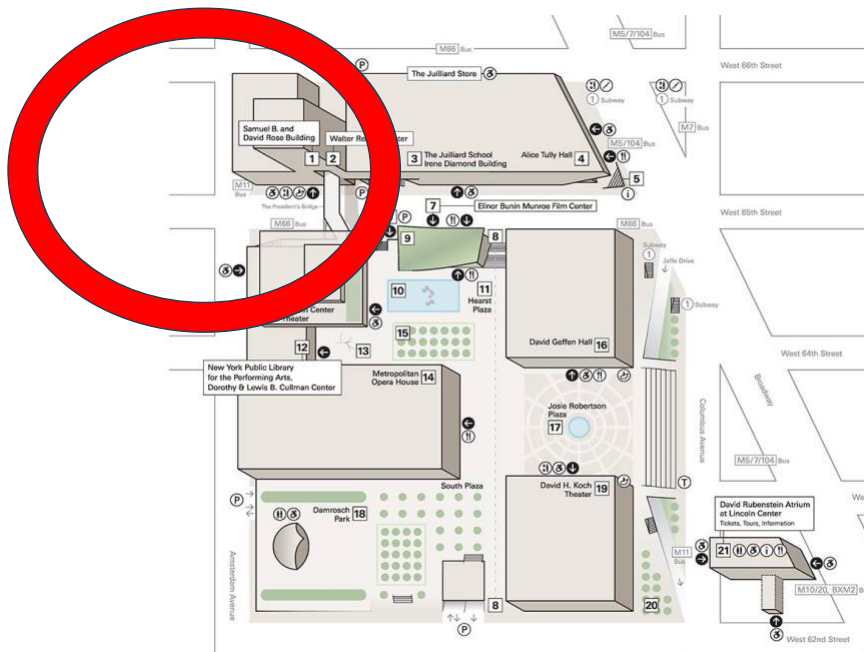 M66 Bus
M5/7/104 Bus
West 66th Street
P
The Juilliard Store
1 Subway
1 Subway
M7 Bus
Samuel B. and
David Rose Building
Walter
1
2
3
The Juilliard School
Irene Diamond Building
Alice Tully Hall
4
M5/104 Bus
5
i
M11
Bus
The President's Bridge
P
7
Elinor Bunin Munroe Film Center
P
West 65th Street
M66 Bus
M66 Bus
9
8
Subway
1
Jaffe Drive
10
11
Hearst
Plaza
1 Subway
Center
Theater
12
13
15
David Geffen Hall
16
West 64th Street
New York Public Library
for the Performing Arts,
Dorothy & Lewis B. Cullman Center
Metropolitan
Opera House
14
Josie Robertson
Plaza
17
Columbus Avenue
Broadway
M5/7/104 Bus
South Plaza
David H. Koch
Theater
19
T
P
Damrosch
Park
18
David Rubenstein Atrium
at Lincoln Center
Tickets, Tours, Information
21
i
M11
Bus
M10/20, BXM2
Amsterdam Avenue
8
20
P
West 62nd Street